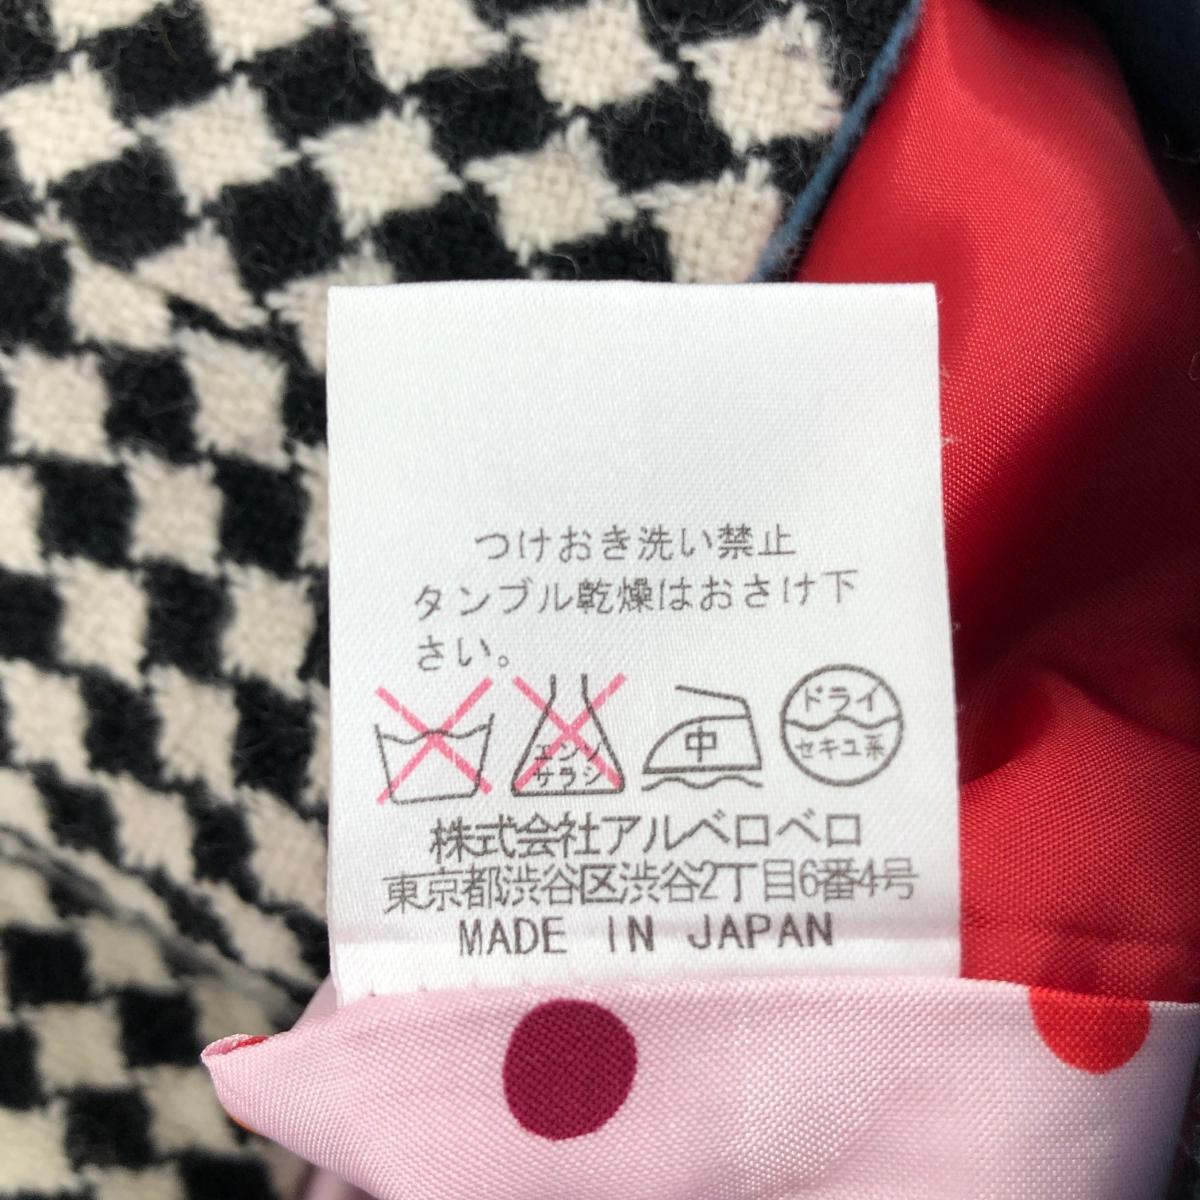 つけおき洗い禁止
タンブル乾燥はおさけ下
さい。
エンソ
サラシ
中
ドライ
セキユ系
株式会社アルベロベロ
東京都渋谷区渋谷2丁目6番4号
MADE IN JAPAN